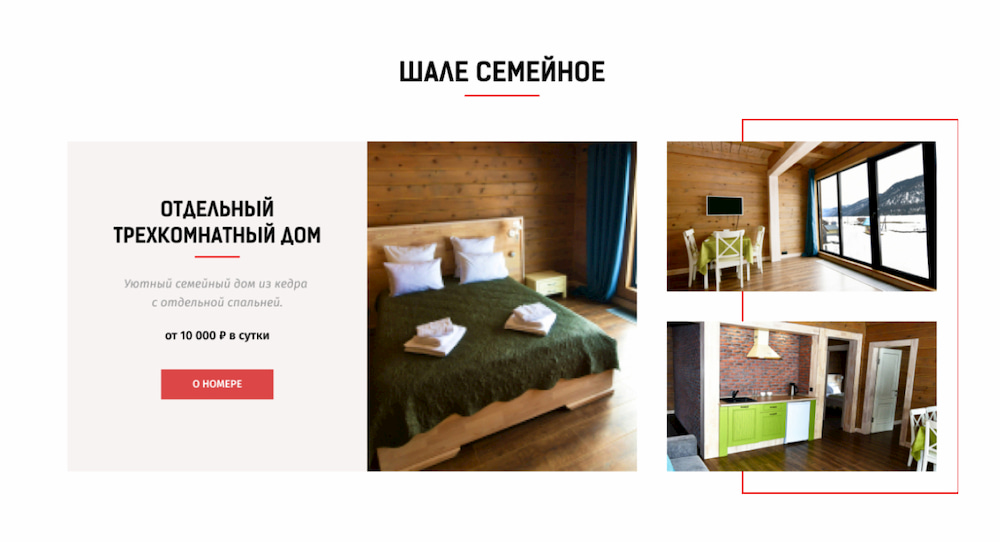 ШАЛЕ СЕМЕЙНОЕ
ОТДЕЛЬНЫЙ
ТРЕХКОМНАТНЫЙ ДОМ
Уютный семейный дом из кедра
с отдельной спальней.
от 10 000 ₽ в сутки
О НОМЕРЕ